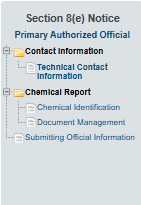 Section 8(e) Notice
Primary Authorized Official
Contact Information
Technical Contact
Information
Chemical Report
Chemical Identification
Document Management
Submitting Official Information